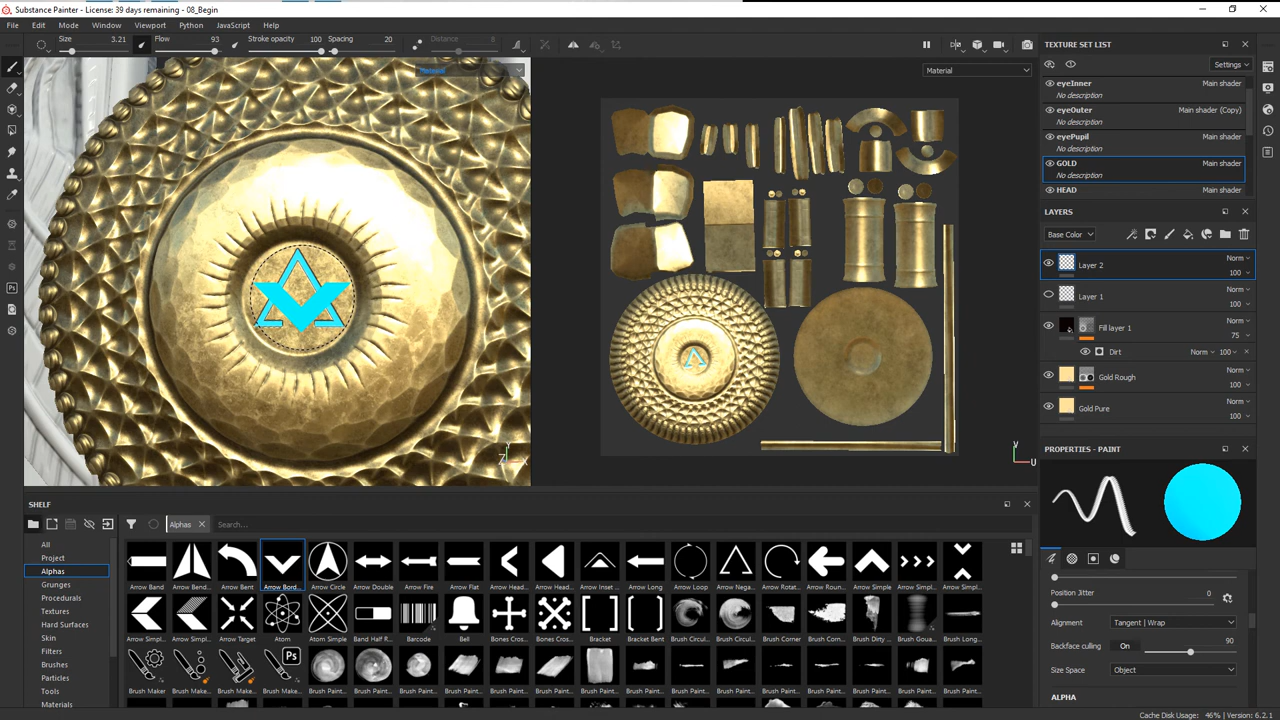 Substance Painter - License: 39 days remaining - 08_Begin
File Edit Mode Window Viewport Python JavaScript Help
Size 3.21 Flow 93 Stroke opacity 100 Spacing 20 Distance 8
Material
Material
TEXTURE SET LIST
Settings
eyeInner
No description
eyeOuter Main shader (Copy)
No description
eyePupil Main shader
No description
GOLD Main shader
No description
HEAD Main shader
LAYERS
Base Color
Layer 2 Norm 100
Layer 1 Norm 100
Fill layer 1 Norm 75
Dirt Norm 100
Gold Rough Norm 100
Gold Pure Norm 100
Y
Z X
V
U
PROPERTIES - PAINT
Position Jitter 0
Alignment Tangent | Wrap
Backface culling On 90
Size Space Object
ALPHA
SHELF
Alphas Search...
All
Project
Alphas
Grunges
Procedurals
Textures
Hard Surfaces
Skin
Filters
Brushes
Particles
Tools
Materials
Arrow Band Arrow Bend... Arrow Bent Arrow Bord... Arrow Circle Arrow Double Arrow Fire Arrow Flat Arrow Head... Arrow Head... Arrow Inset ... Arrow Long Arrow Loop Arrow Nega... Arrow Rotat... Arrow Roun... Arrow Simple Arrow Simpl... Arrow Simpl...
Arrow Simpl... Arrow Simpl... Arrow Target Atom Atom Simple Band Half R... Barcode Bell Bones Cros... Bones Cros... Bracket Bracket Bent Brush Circul... Brush Circul... Brush Corner Brush Corn... Brush Dirty ... Brush Goua... Brush Long...
Ps
Brush Maker Brush Make... Brush Make... Brush Make... Brush Paint... Brush Paint... Brush Paint... Brush Paint... Brush Paint... Brush Paint... Brush Paint... Brush Paint... Brush Paint... Brush Paint... Brush Paint... Brush Paint... Brush Paint... Brush Paint... Brush Paint...
Cache Disk Usage: 46% | Version: 6.2.1